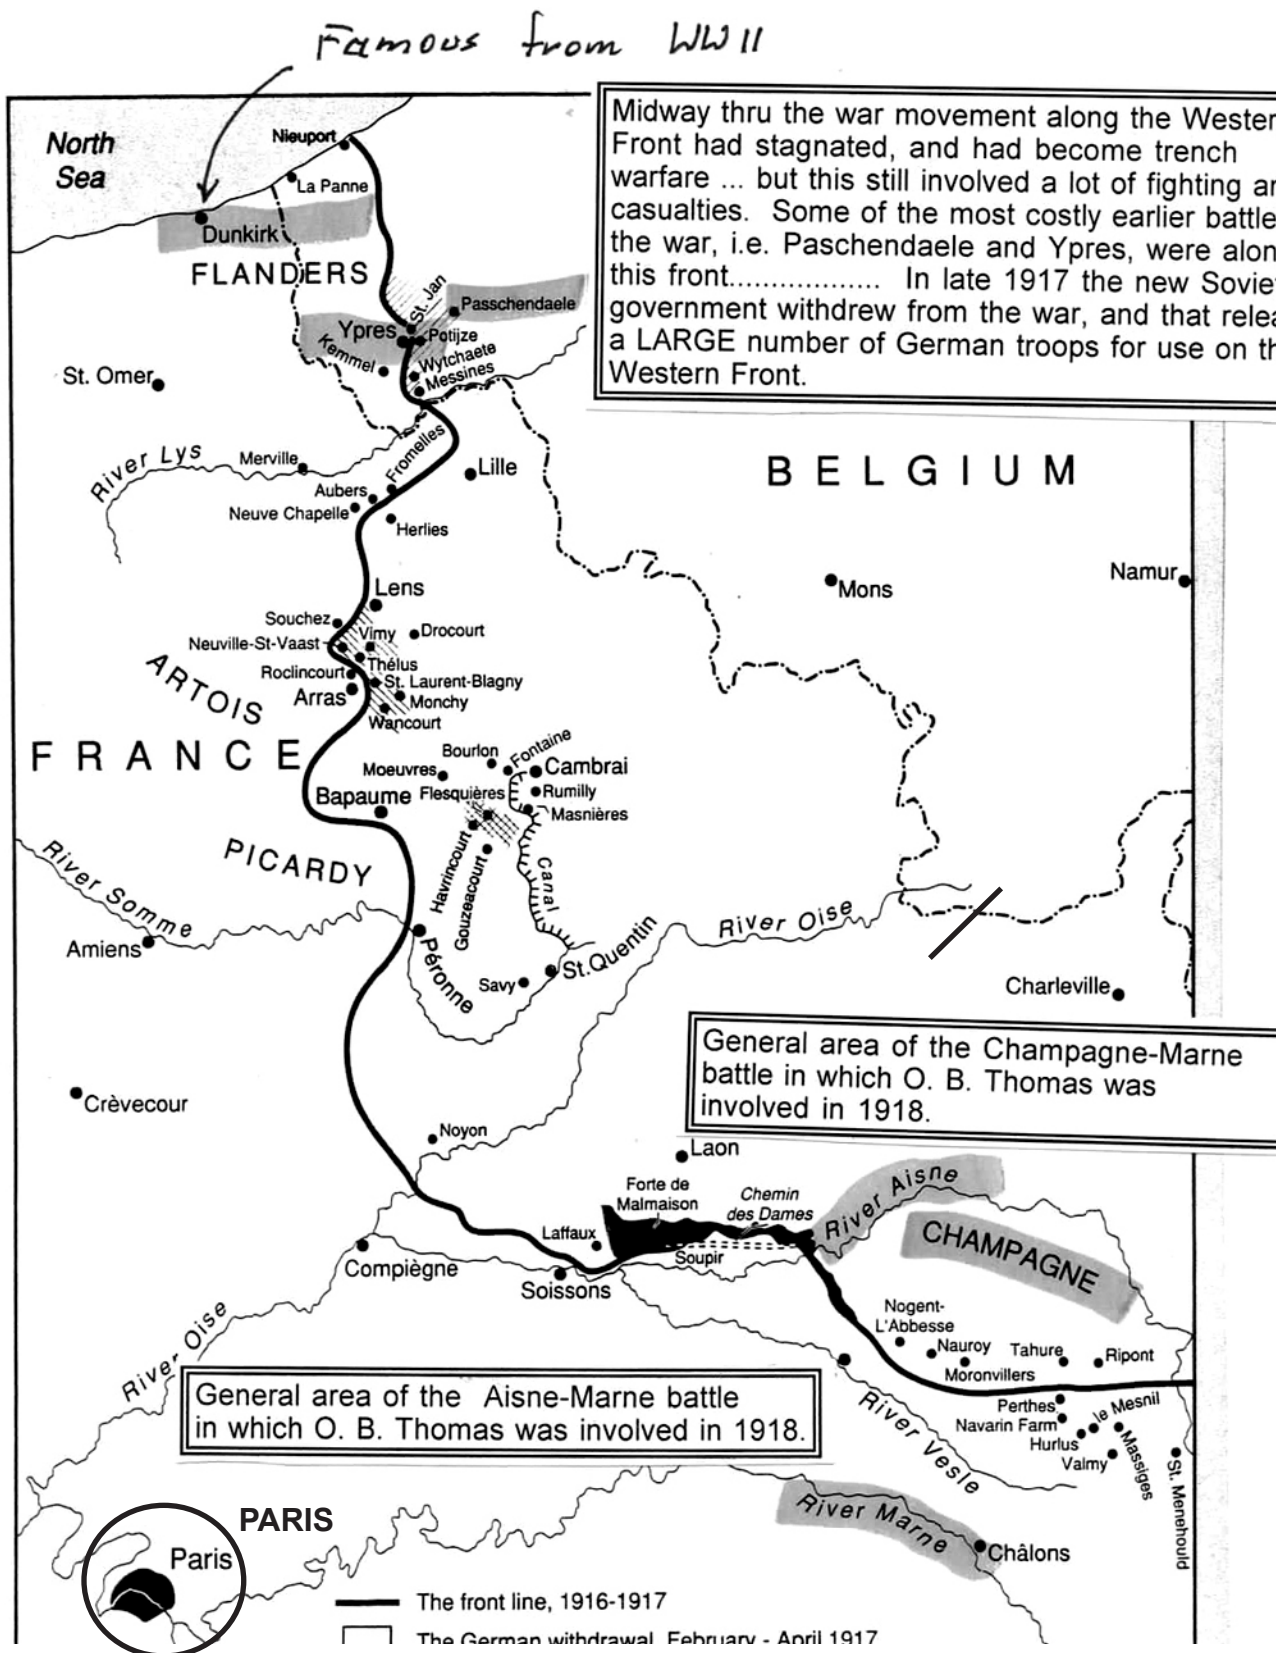 Famous from WW II
Midway thru the war movement along the Wester
Front had stagnated, and had become trench
warfare ... but this still involved a lot of fighting an
casualties. Some of the most costly earlier battle
the war, i.e. Paschendaele and Ypres, were alon
this front.................. In late 1917 the new Sovie
government withdrew from the war, and that relea
a LARGE number of German troops for use on th
Western Front.
North
Sea
Nieuport
La Panne
Dunkirk
FLANDERS
St. Jan
Passchendaele
Ypres
Potijze
Kemmel
Wytchaete
Messines
St. Omer
River Lys
Merville
Fromelles
Lille
BELGIUM
Aubers
Neuve Chapelle
Herlies
Mons
Namur
Lens
Souchez
Vimy
Drocourt
Neuville-St-Vaast
Thélus
Roclincourt
St. Laurent-Blagny
ARTOIS
Arras
Monchy
Wancourt
FRANCE
Bourlon
Fontaine
Moeuvres
Cambrai
Bapaume
Flesquières
Rumilly
Masnières
PICARDY
Havrincourt
Gouzeacourt
Canal
River Somme
Amiens
Péronne
Savy
St.Quentin
River Oise
Charleville
General area of the Champagne-Marne
battle in which O. B. Thomas was
involved in 1918.
Crèvecour
Noyon
Laon
Forte de
Malmaison
Chemin
des Dames
River Aisne
Laffaux
Soupir
CHAMPAGNE
Compiègne
Soissons
Nogent-
L'Abbesse
Nauroy
Tahure
Ripont
Moronvillers
River Oise
General area of the Aisne-Marne battle
in which O. B. Thomas was involved in 1918.
Perthes
le Mesnil
Navarin Farm
Hurlus
Massiges
Valmy
St. Menehould
River Vesle
River Marne
Châlons
PARIS
Paris
The front line, 1916-1917
The German withdrawal, February - April 1917